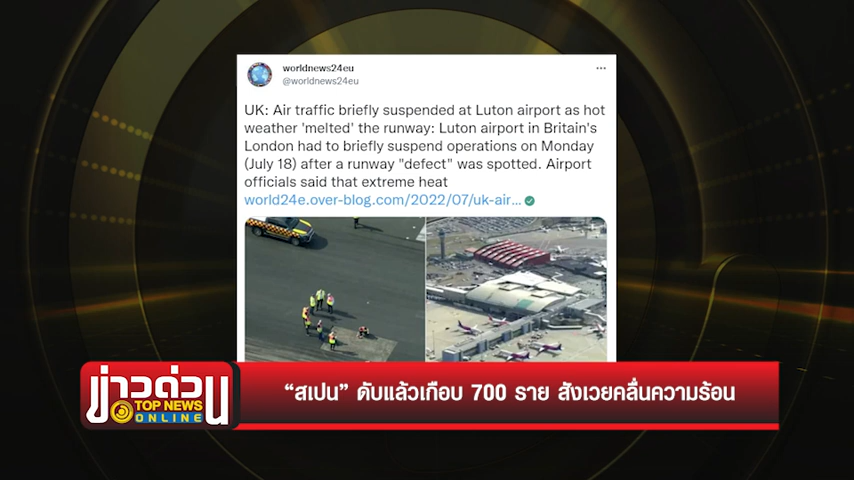 worldnews24eu
@worldnews24eu
UK: Air traffic briefly suspended at Luton airport as hot
weather 'melted' the runway: Luton airport in Britain's
London had to briefly suspend operations on Monday
(July 18) after a runway "defect" was spotted. Airport
officials said that extreme heat
world24e.over-blog.com/2022/07/uk-air...
ข่าวด่วน
TOP NEWS
ONLINE
“สเปน” ดับแล้วเกือบ 700 ราย สังเวยคลื่นความร้อน